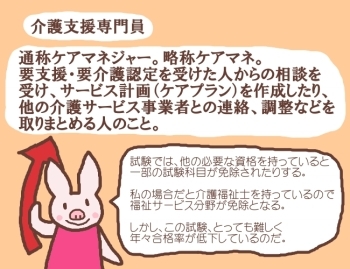 介護支援専門員
通称ケアマネジャー。略称ケアマネ。
要支援・要介護認定を受けた人からの相談を
受け、サービス計画(ケアプラン)を作成したり、
他の介護サービス事業者との連絡、調整などを
取りまとめる人のこと。
試験では、他の必要な資格を持っていると
一部の試験科目が免除されたりする。
私の場合だと介護福祉士を持っているので
福祉サービス分野が免除となる。
しかし、この試験、とっても難しく
年々合格率が低下しているのだ。